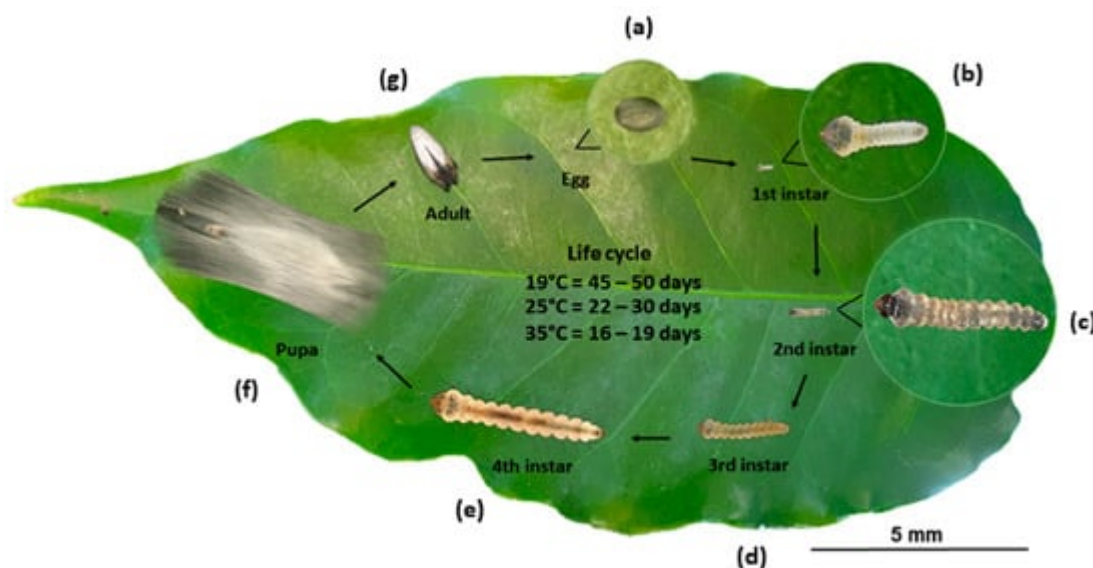 (a)
(b)
(g)
Egg
1st instar
Adult
Life cycle
19°C = 45 – 50 days
25°C = 22 – 30 days
35°C = 16 – 19 days
(c)
2nd instar
Pupa
(f)
4th instar
3rd instar
(e)
5 mm
(d)